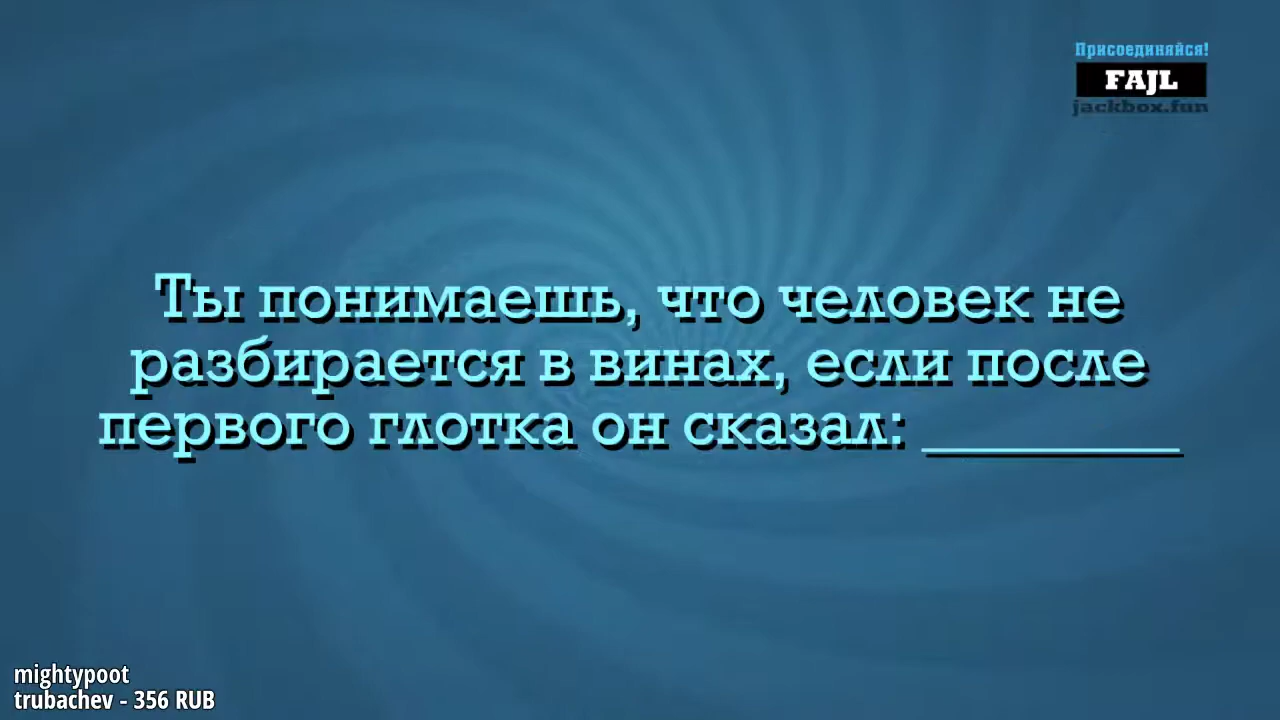 Присоединяйся!
FAJL
jackbox.fun
Ты понимаешь, что человек не
разбирается в винах, если после
первого глотка он сказал: _________
mightypoot
trubachev - 356 RUB